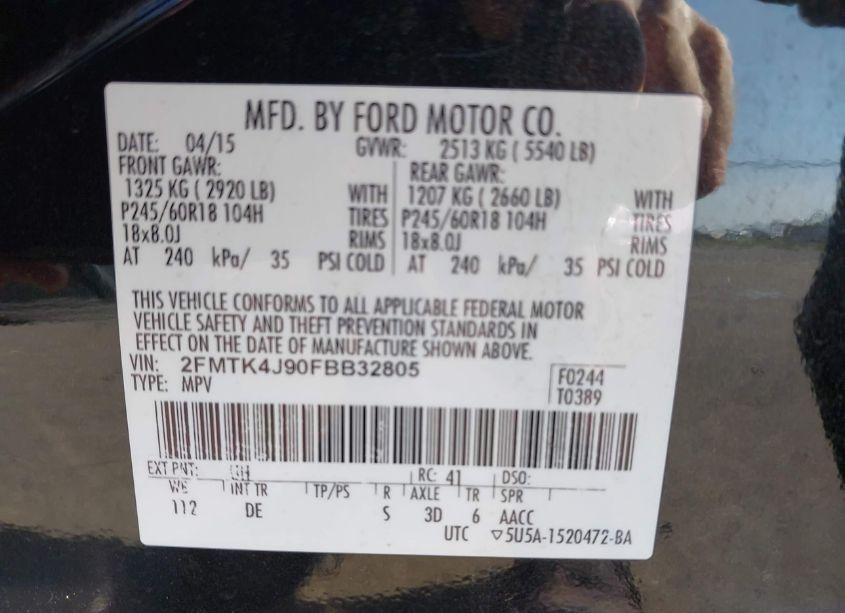 MFD. BY FORD MOTOR CO.
DATE: 04/15 GVWR: 2513 KG ( 5540 LB)
FRONT GAWR: REAR GAWR:
1325 KG ( 2920 LB) WITH 1207 KG ( 2660 LB) WITH
P245/60R18 104H TIRES P245/60R18 104H TIRES
18x8.0J RIMS 18x8.0J RIMS
AT 240 kPa/ 35 PSI COLD AT 240 kPa/ 35 PSI COLD
THIS VEHICLE CONFORMS TO ALL APPLICABLE FEDERAL MOTOR
VEHICLE SAFETY AND THEFT PREVENTION STANDARDS IN
EFFECT ON THE DATE OF MANUFACTURE SHOWN ABOVE.
VIN: 2FMTK4J90FBB32805
TYPE: MPV
F0244
T0389
EXT PNT: RC: 41 DSO:
WB INT TR TP/PS R AXLE TR SPR
112 DE S 3D 6 AACC
UTC ▽5U5A-1520472-BA